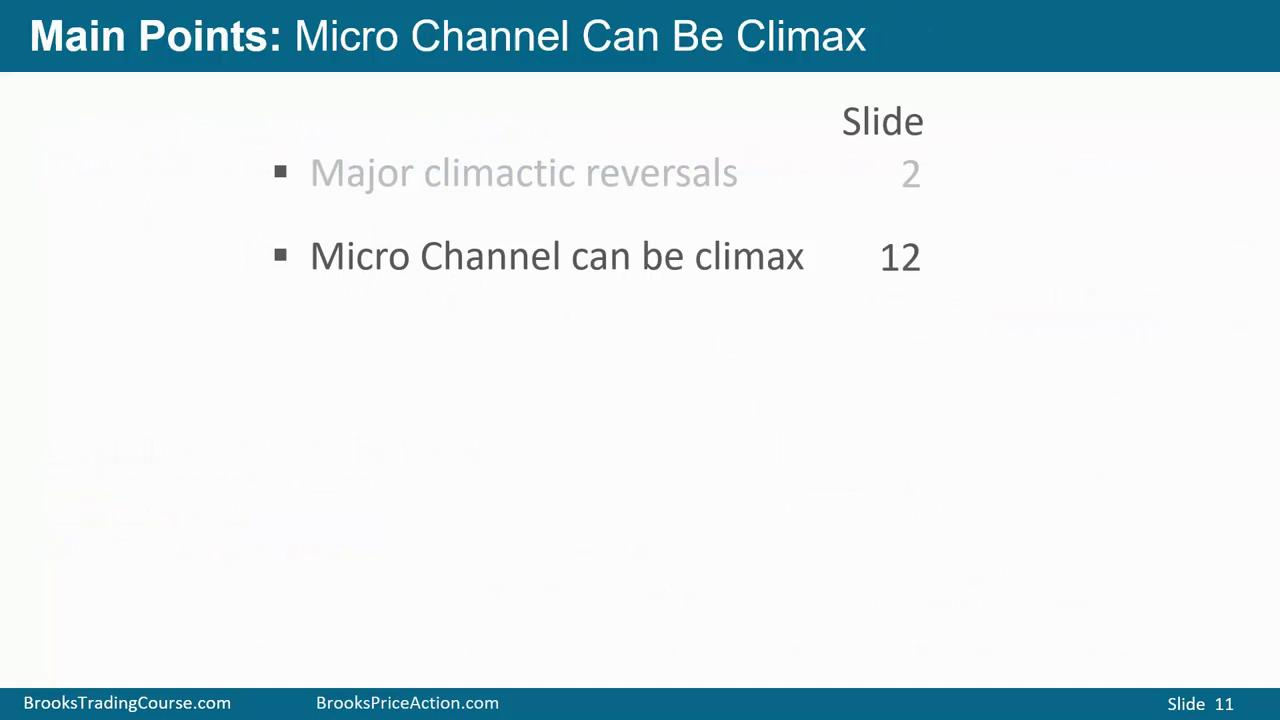 Main Points: Micro Channel Can Be Climax
Slide
▪ Major climactic reversals 2
▪ Micro Channel can be climax 12
BrooksTradingCourse.com BrooksPriceAction.com Slide 11